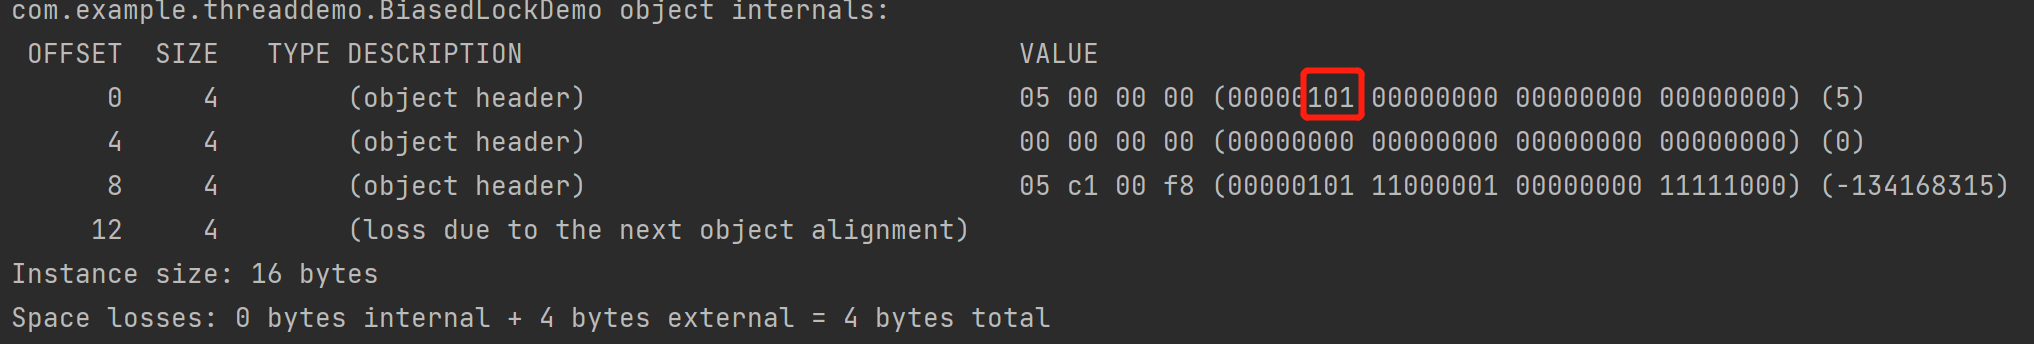 com.example.threaddemo.BiasedLockDemo object internals:
OFFSET  SIZE   TYPE DESCRIPTION                               VALUE
0     4        (object header)                           05 00 00 00 (00000101 00000000 00000000 00000000) (5)
4     4        (object header)                           00 00 00 00 (00000000 00000000 00000000 00000000) (0)
8     4        (object header)                           05 c1 00 f8 (00000101 11000001 00000000 11111000) (-134168315)
12     4        (loss due to the next object alignment)
Instance size: 16 bytes
Space losses: 0 bytes internal + 4 bytes external = 4 bytes total